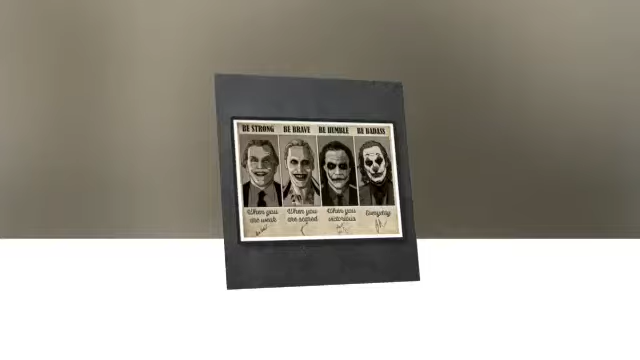 BE STRONG BE BRAVE BE HUMBLE BE BADASS
When you When you When you Everyday
are weak are scared victorious